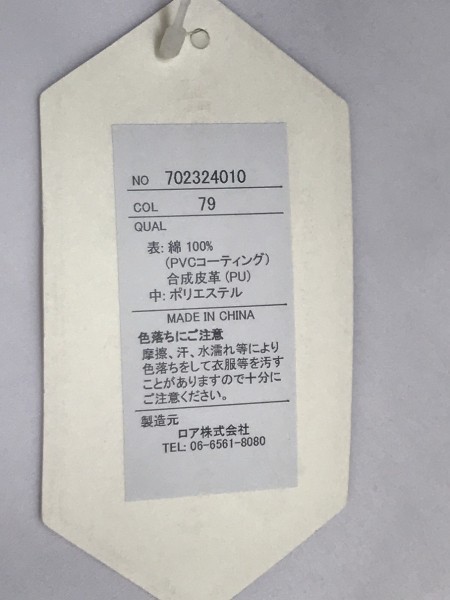 NO 702324010
COL 79
QUAL
表: 綿 100%
(PVCコーティング)
合成皮革 (PU)
中: ポリエステル
MADE IN CHINA
色落ちにご注意
摩擦、汗、水濡れ等により
色落ちをして衣服等を汚す
ことがありますので十分に
ご注意ください。
製造元
ロア株式会社
TEL: 06-6561-8080